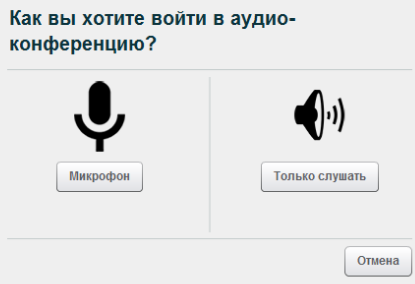 Как вы хотите войти в аудио-
конференцию?
Микрофон
Только слушать
Отмена